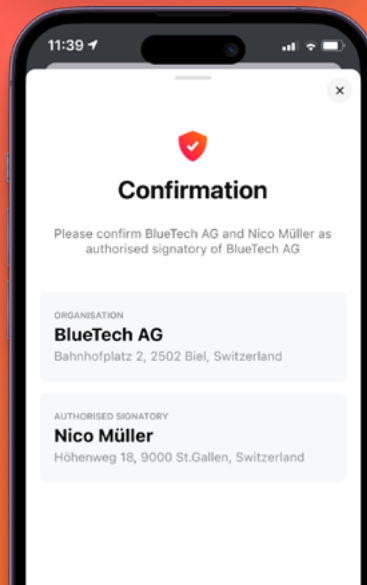 11:39
Confirmation
Please confirm BlueTech AG and Nico Müller as
authorised signatory of BlueTech AG
ORGANISATION
BlueTech AG
Bahnhofplatz 2, 2502 Biel, Switzerland
AUTHORISED SIGNATORY
Nico Müller
Höhenweg 18, 9000 St.Gallen, Switzerland